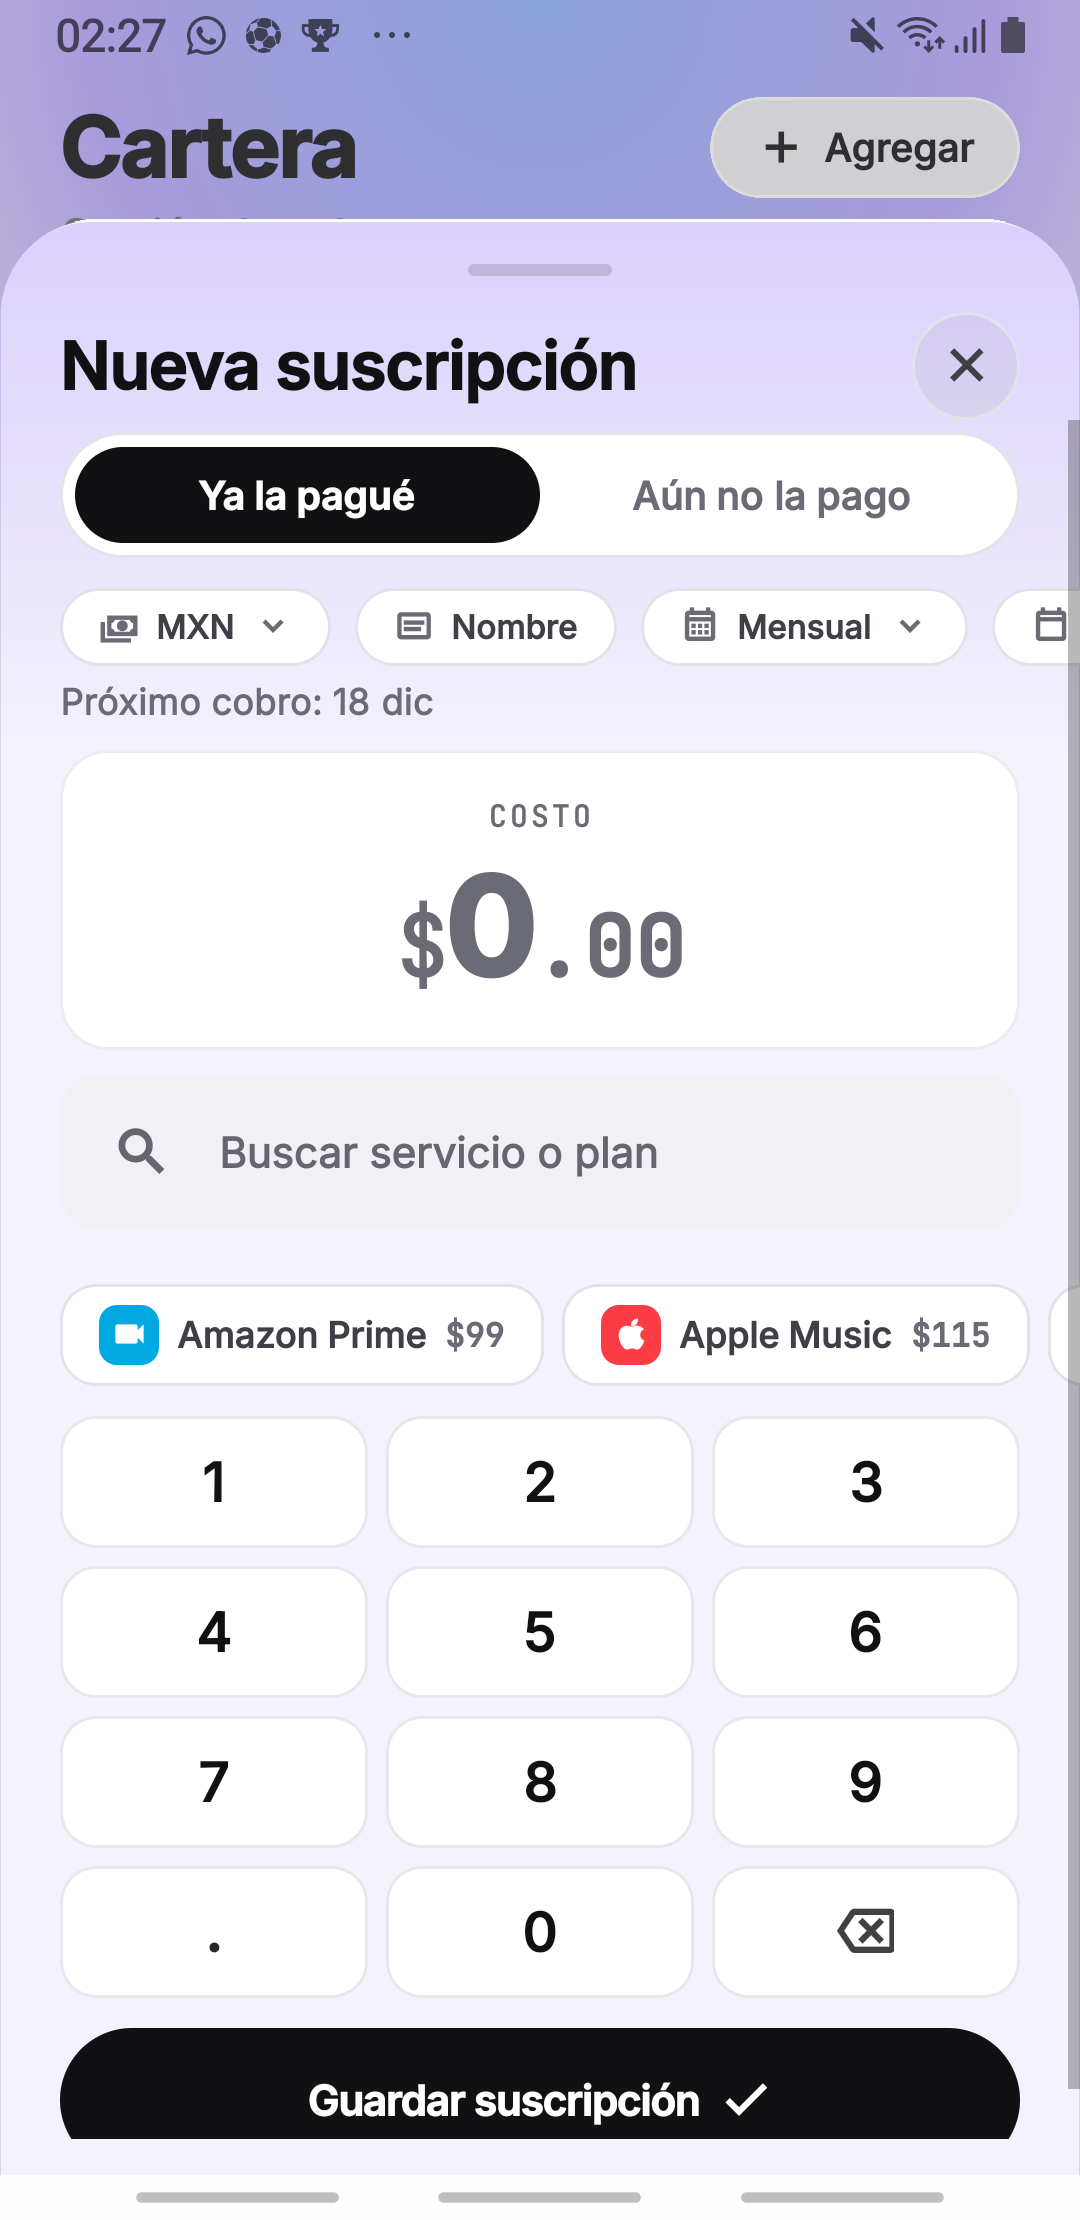 02:27
Cartera
+ Agregar
Nueva suscripción
Ya la pagué
Aún no la pago
MXN
Nombre
Mensual
Próximo cobro: 18 dic
COSTO
$0.00
Buscar servicio o plan
Amazon Prime $99
Apple Music $115
1
2
3
4
5
6
7
8
9
.
0
Guardar suscripción